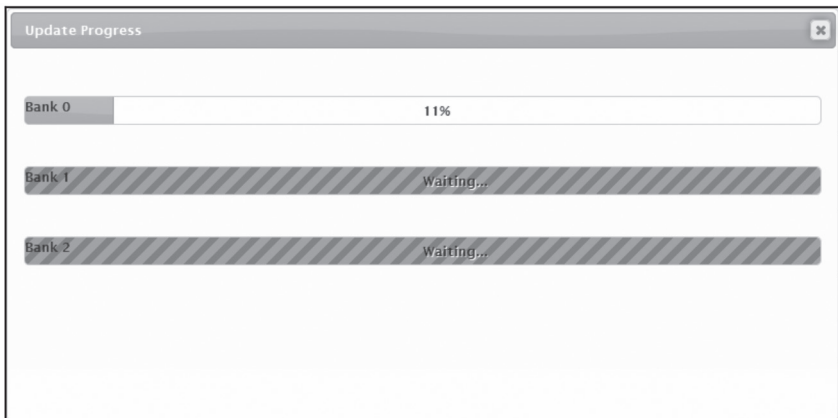 Update Progress
Bank 0
11%
Bank 1
Waiting...
Bank 2
Waiting...